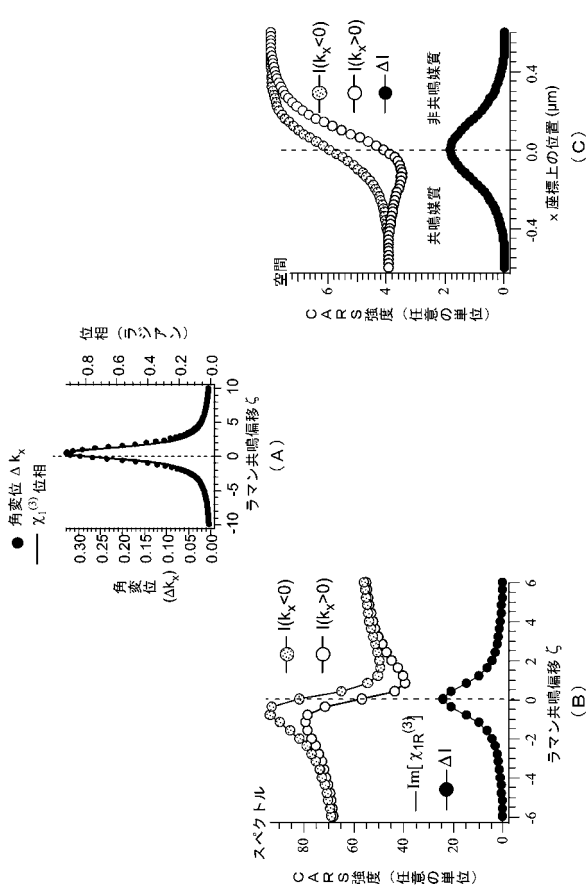 ● 角変位 Δ kₓ
— χ₁⁽³⁾ 位相
角変位 (Δkₓ)
0.30
0.25
0.20
0.15
0.10
0.05
0.00
位相 (ラジアン)
0.8
0.6
0.4
0.2
0.0
-10 -5 0 5 10
ラマン共鳴偏移 ζ
(A)
スペクトル
CARS強度 (任意の単位)
80
60
40
20
0
I(kₓ<0)
I(kₓ>0)
— Im[ χ₁R⁽³⁾]
ΔI
-6 -4 -2 0 2 4 6
ラマン共鳴偏移 ζ
(B)
空間
CARS強度 (任意の単位)
6
4
2
0
I(kₓ<0)
I(kₓ>0)
ΔI
共鳴媒質
非共鳴媒質
-0.4 0.0 0.4
x 座標上の位置 (μm)
(C)